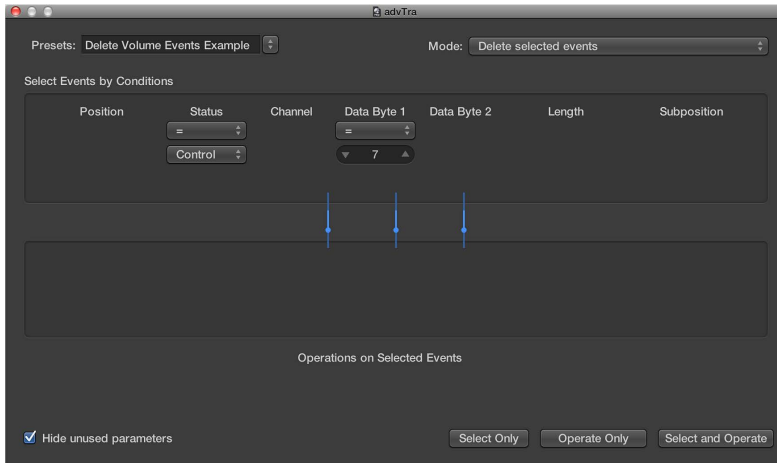 advTra
Presets: Delete Volume Events Example Mode: Delete selected events
Select Events by Conditions
Position Status Channel Data Byte 1 Data Byte 2 Length Subposition
= =
Control 7
Operations on Selected Events
Hide unused parameters Select Only Operate Only Select and Operate